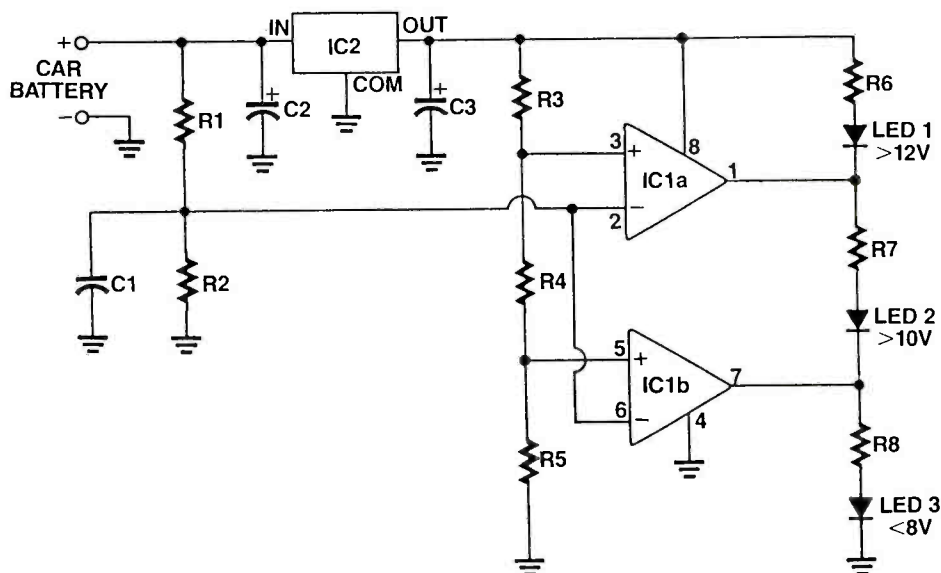 +
CAR
BATTERY
−
R1
C1
R2
IN
IC2
OUT
COM
+
C2
+
C3
R3
R4
R5
3
+
8
IC1a
1
−
2
5
+
IC1b
7
6
−
4
R6
LED 1
>12V
R7
LED 2
>10V
R8
LED 3
<8V